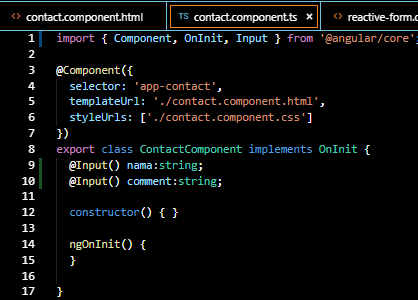 contact.component.html
TS contact.component.ts ×
reactive-form.c
1 import { Component, OnInit, Input } from '@angular/core';
2
3 @Component({
4 selector: 'app-contact',
5 templateUrl: './contact.component.html',
6 styleUrls: ['./contact.component.css']
7 })
8 export class ContactComponent implements OnInit {
9 @Input() nama:string;
10 @Input() comment:string;
11
12 constructor() { }
13
14 ngOnInit() {
15 }
16
17 }